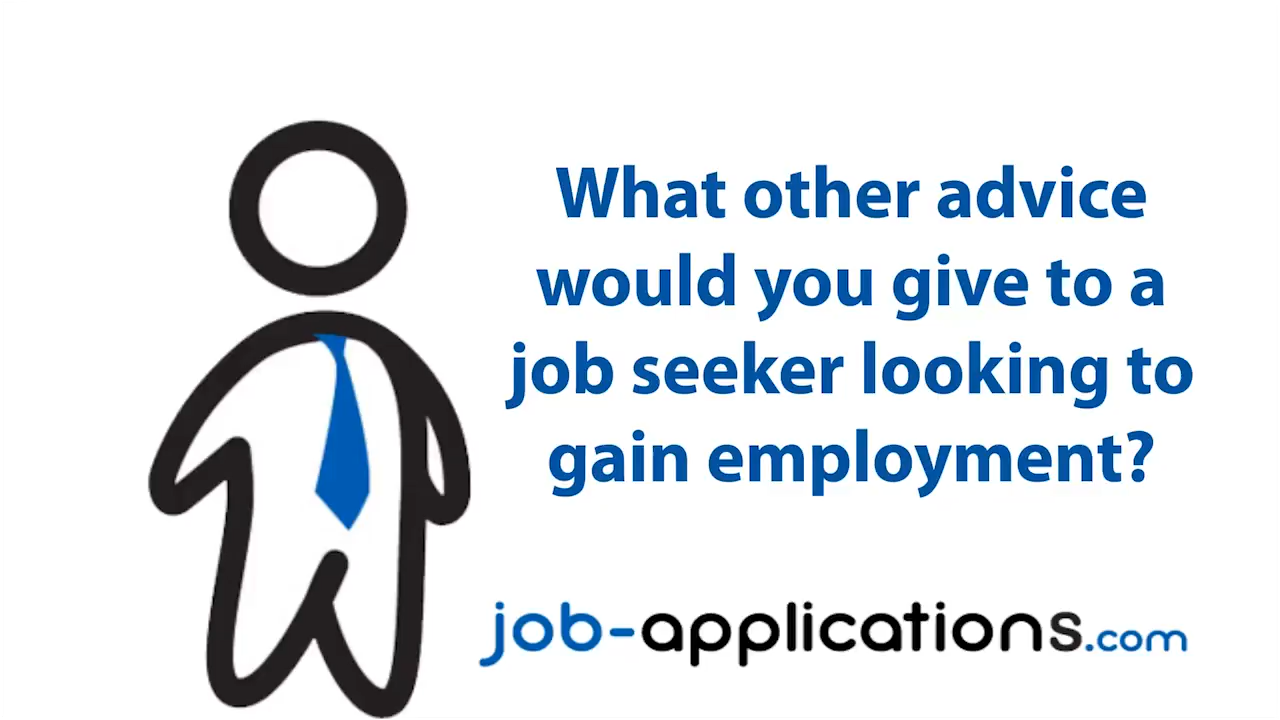 What other advice
would you give to a
job seeker looking to
gain employment?
job-applications.com